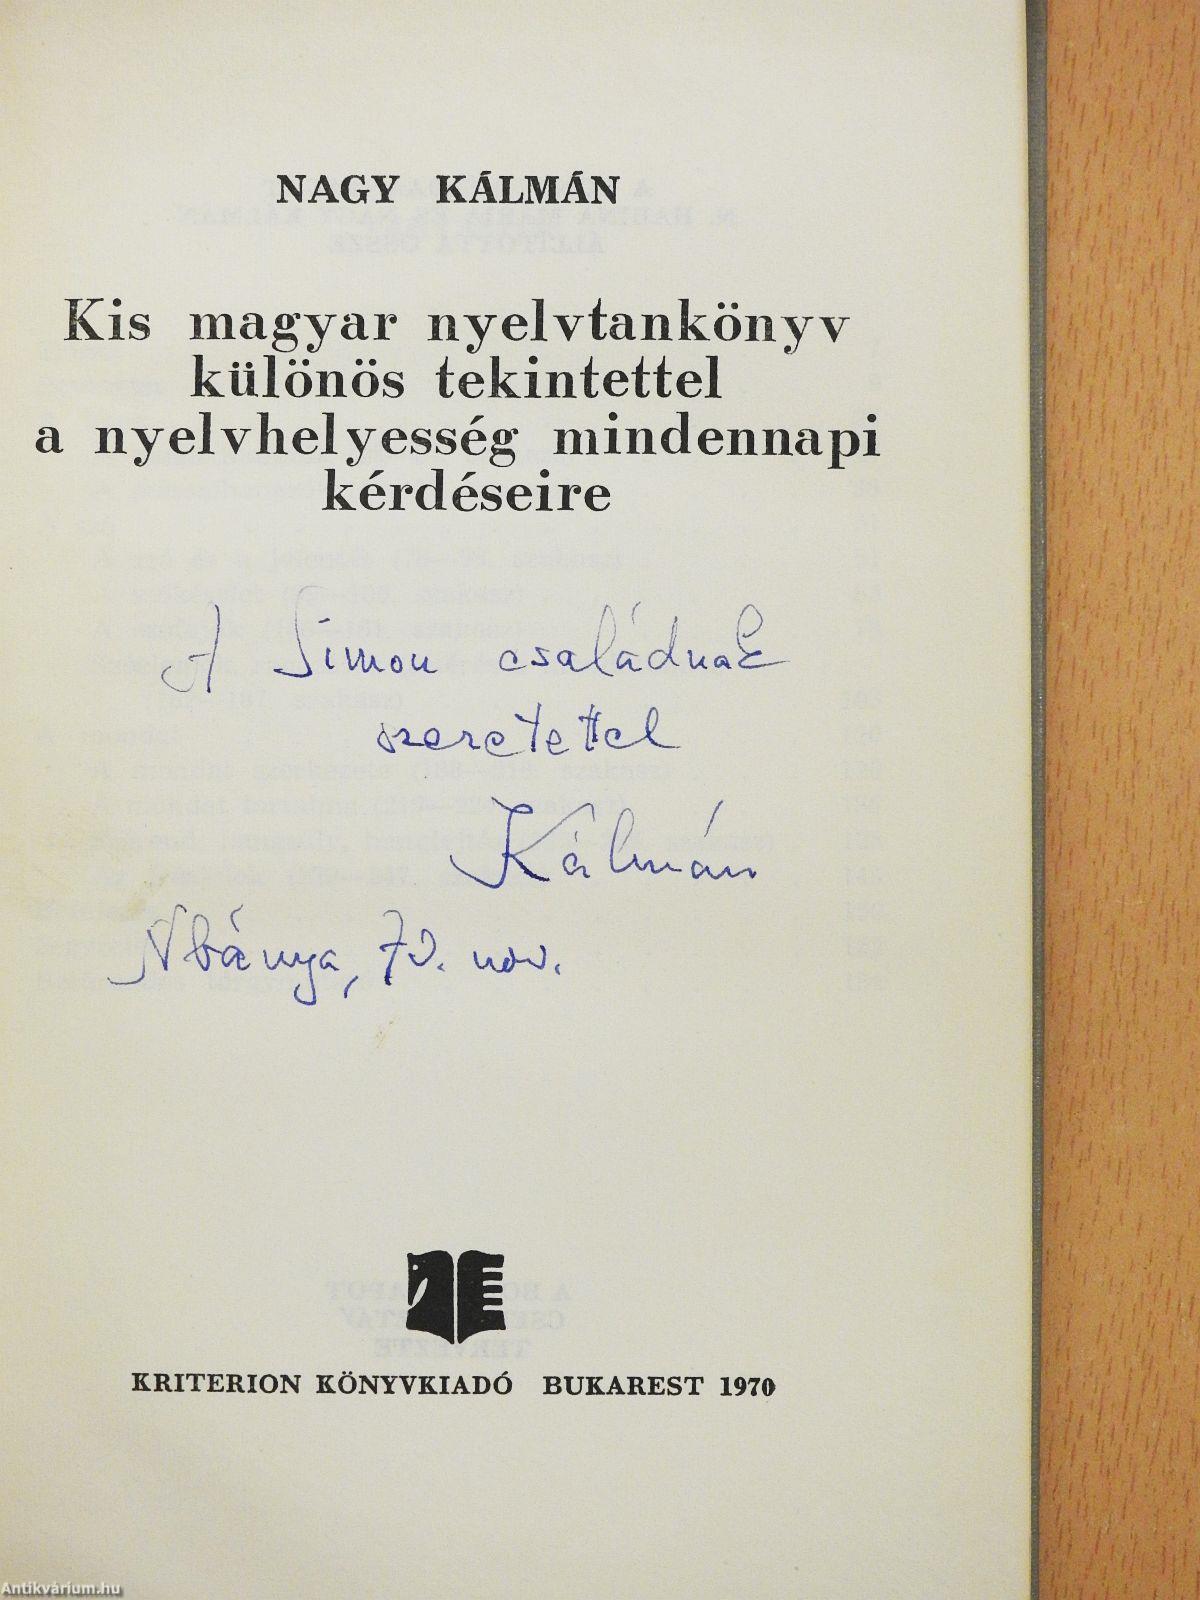 NAGY KÁLMÁN
Kis magyar nyelvtankönyv
különös tekintettel
a nyelvhelyesség mindennapi
kérdéseire
A Simon családnak
szeretettel
Kálmán
Nbánya, 70. nov.
KRITERION KÖNYVKIADÓ BUKAREST 1970
Antikvárium.hu